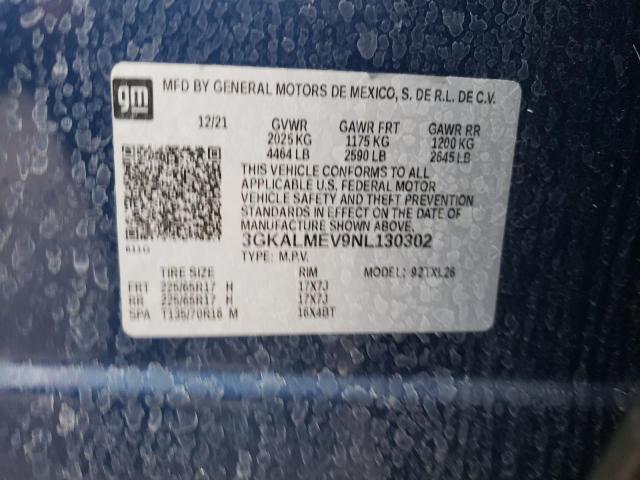 gm
MFD BY GENERAL MOTORS DE MEXICO, S. DE R.L. DE C.V.
12/21 GVWR GAWR FRT GAWR RR
2025 KG 1175 KG 1200 KG
4464 LB 2590 LB 2645 LB
THIS VEHICLE CONFORMS TO ALL
APPLICABLE U.S. FEDERAL MOTOR
VEHICLE SAFETY AND THEFT PREVENTION
STANDARDS IN EFFECT ON THE DATE OF
MANUFACTURE SHOWN ABOVE.
3GKALMEV9NL130302
611G
TYPE: M.P.V. MODEL: 92TXL26
TIRE SIZE RIM
FRT 225/65R17 H 17X7J
RR 225/65R17 H 17X7J
SPA T135/70R16 M 16X4BT